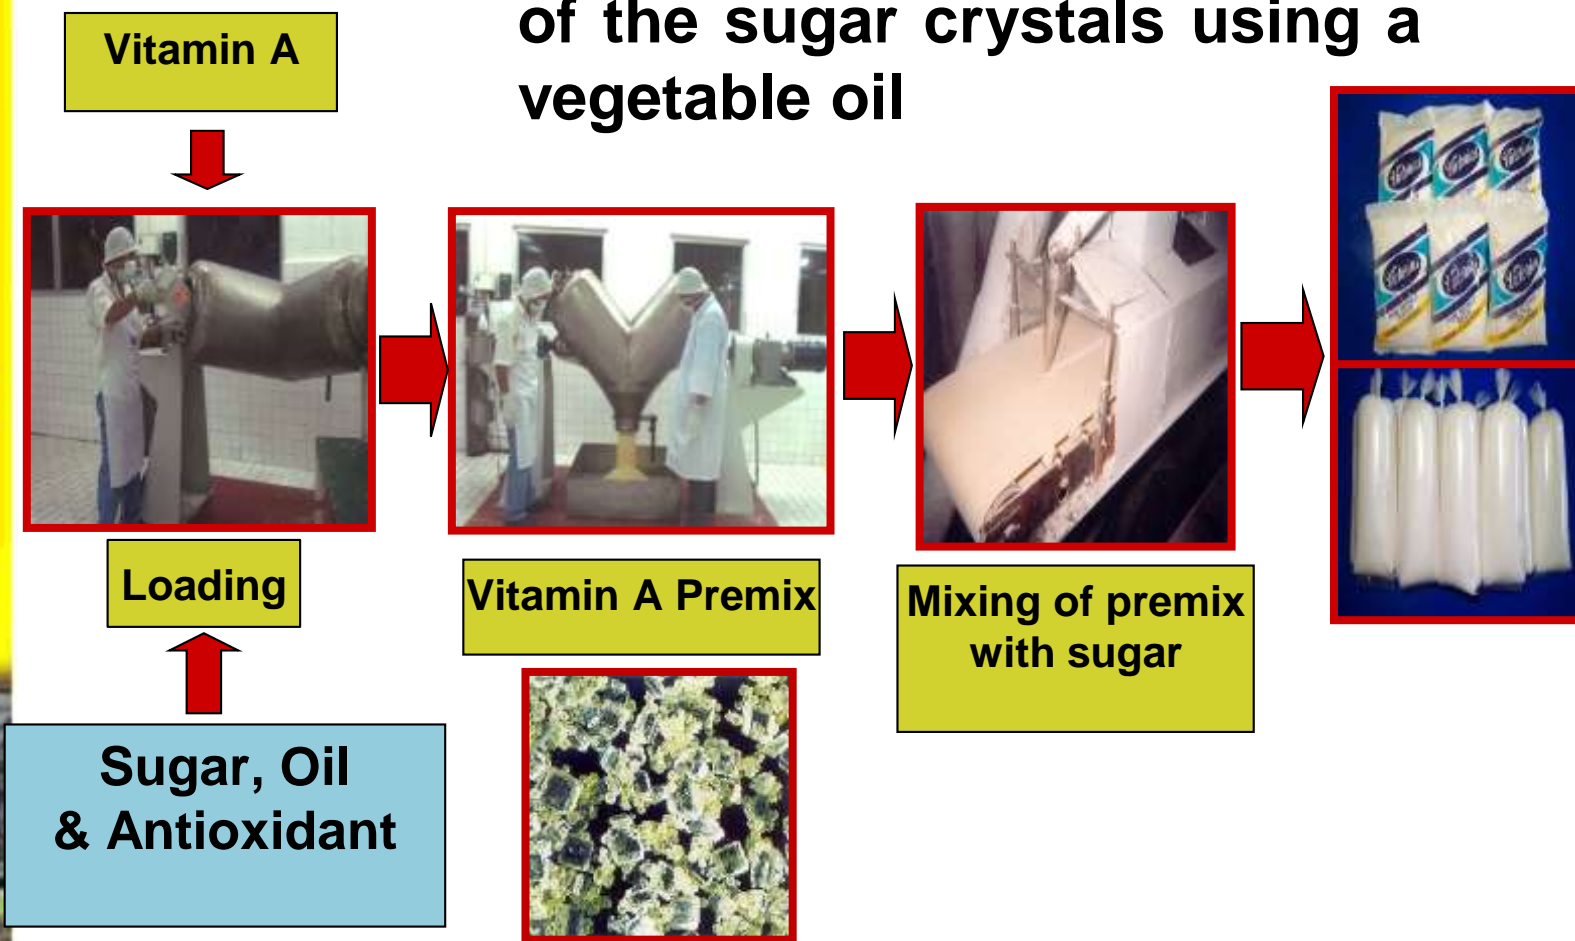 of the sugar crystals using a
vegetable oil
Vitamin A
Loading
Sugar, Oil
& Antioxidant
Vitamin A Premix
Mixing of premix
with sugar